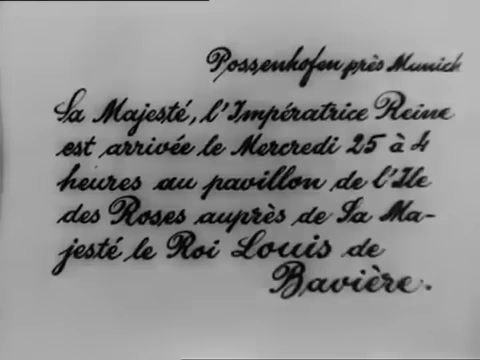 Possenhofen près Munich
Sa Majesté, l'Impératrice Reine
est arrivée le Mercredi 25 à 4
heures au pavillon de l'Ile
des Roses auprès de Sa Ma-
jesté le Roi Louis de
Bavière.